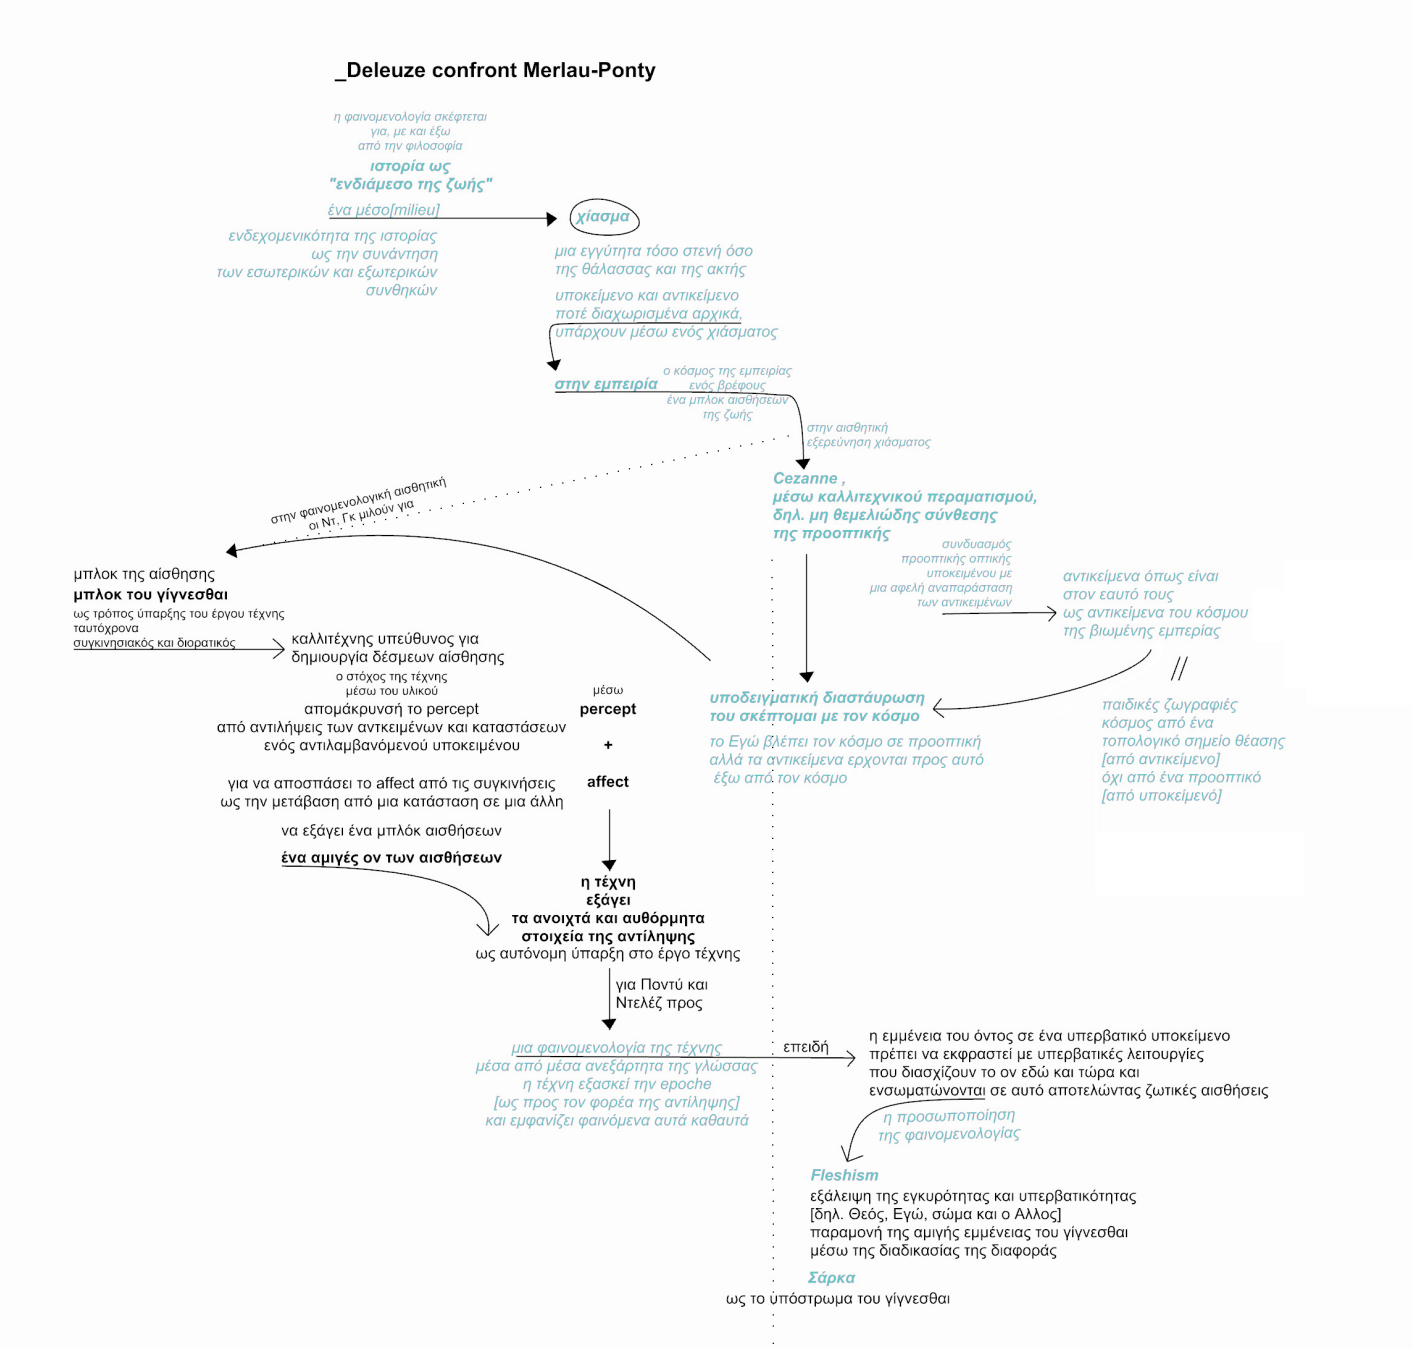 _Deleuze confront Merlau-Ponty
η φαινομενολογία σκέφτεται
για, με και έξω
από την φιλοσοφία
ιστορία ως
"ενδιάμεσο της ζωής"
ένα μέσο[milieu]
χίασμα
ενδεχομενικότητα της ιστορίας
ως την συνάντηση
των εσωτερικών και εξωτερικών
συνθηκών
μια εγγύτητα τόσο στενή όσο
της θάλασσας και της ακτής
υποκείμενο και αντικείμενο
ποτέ διαχωρισμένα αρχικά,
υπάρχουν μέσω ενός χιάσματος
στην εμπειρία
ο κόσμος της εμπειρίας
ενός βρέφους
ένα μπλοκ αισθήσεων
της ζωής
στην αισθητική
εξερεύνηση χιάσματος
Cezanne ,
μέσω καλλιτεχνικού περαματισμού,
δηλ. μη θεμελιώδης σύνθεσης
της προοπτικής
στην φαινομενολογική αισθητική
οι Ντ, Γκ μιλούν για
συνδυασμός
προοπτικής οπτικής
υποκειμένου με
μια αφελή αναπαράσταση
των αντικειμένων
αντικείμενα όπως είναι
στον εαυτό τους
ως αντικείμενα του κόσμου
της βιωμένης εμπερίας
μπλοκ της αίσθησης
μπλοκ του γίγνεσθαι
ως τρόπος ύπαρξης του έργου τέχνης
ταυτόχρονα
συγκινησιακός και διορατικός
καλλιτέχνης υπεύθυνος για
δημιουργία δέσμεων αίσθησης
ο στόχος της τέχνης
μέσω του υλικού
απομάκρυνσή το percept
από αντιλήψεις των αντκειμένων και καταστάσεων
ενός αντιλαμβανόμενού υποκειμένου
μέσω
percept
+
affect
για να αποσπάσει το affect από τις συγκινήσεις
ως την μετάβαση από μια κατάσταση σε μια άλλη
να εξάγει ένα μπλόκ αισθήσεων
ένα αμιγές ον των αισθήσεων
υποδειγματική διαστάυρωση
του σκέπτομαι με τον κόσμο
το Εγώ βλέπει τον κόσμο σε προοπτική
αλλά τα αντικείμενα ερχονται προς αυτό
έξω από τον κόσμο
//
παιδικές ζωγραφιές
κόσμος από ένα
τοπολογικό σημείο θέασης
[από αντικείμενο]
όχι από ένα προοπτικό
[από υποκείμενό]
η τέχνη
εξάγει
τα ανοιχτά και αυθόρμητα
στοιχεία της αντίληψης
ως αυτόνομη ύπαρξη στο έργο τέχνης
για Ποντύ και
Ντελέζ προς
μια φαινομενολογία της τέχνης
μέσα από μέσα ανεξάρτητα της γλώσσας
η τέχνη εξασκεί την epoche
[ως προς τον φορέα της αντίληψης]
και εμφανίζει φαινόμενα αυτά καθαυτά
επειδή
η εμμένεια του όντος σε ένα υπερβατικό υποκείμενο
πρέπει να εκφραστεί με υπερβατικές λειτουργίες
που διασχίζουν το ον εδώ και τώρα και
ενσωματώνονται σε αυτό αποτελώντας ζωτικές αισθήσεις
η προσωποποίηση
της φαινομενολογίας
Fleshism
εξάλειψη της εγκυρότητας και υπερβατικότητας
[δηλ. Θεός, Εγώ, σώμα και ο Αλλος]
παραμονή της αμιγής εμμένειας του γίγνεσθαι
μέσω της διαδικασίας της διαφοράς
Σάρκα
ως το υπόστρωμα του γίγνεσθαι